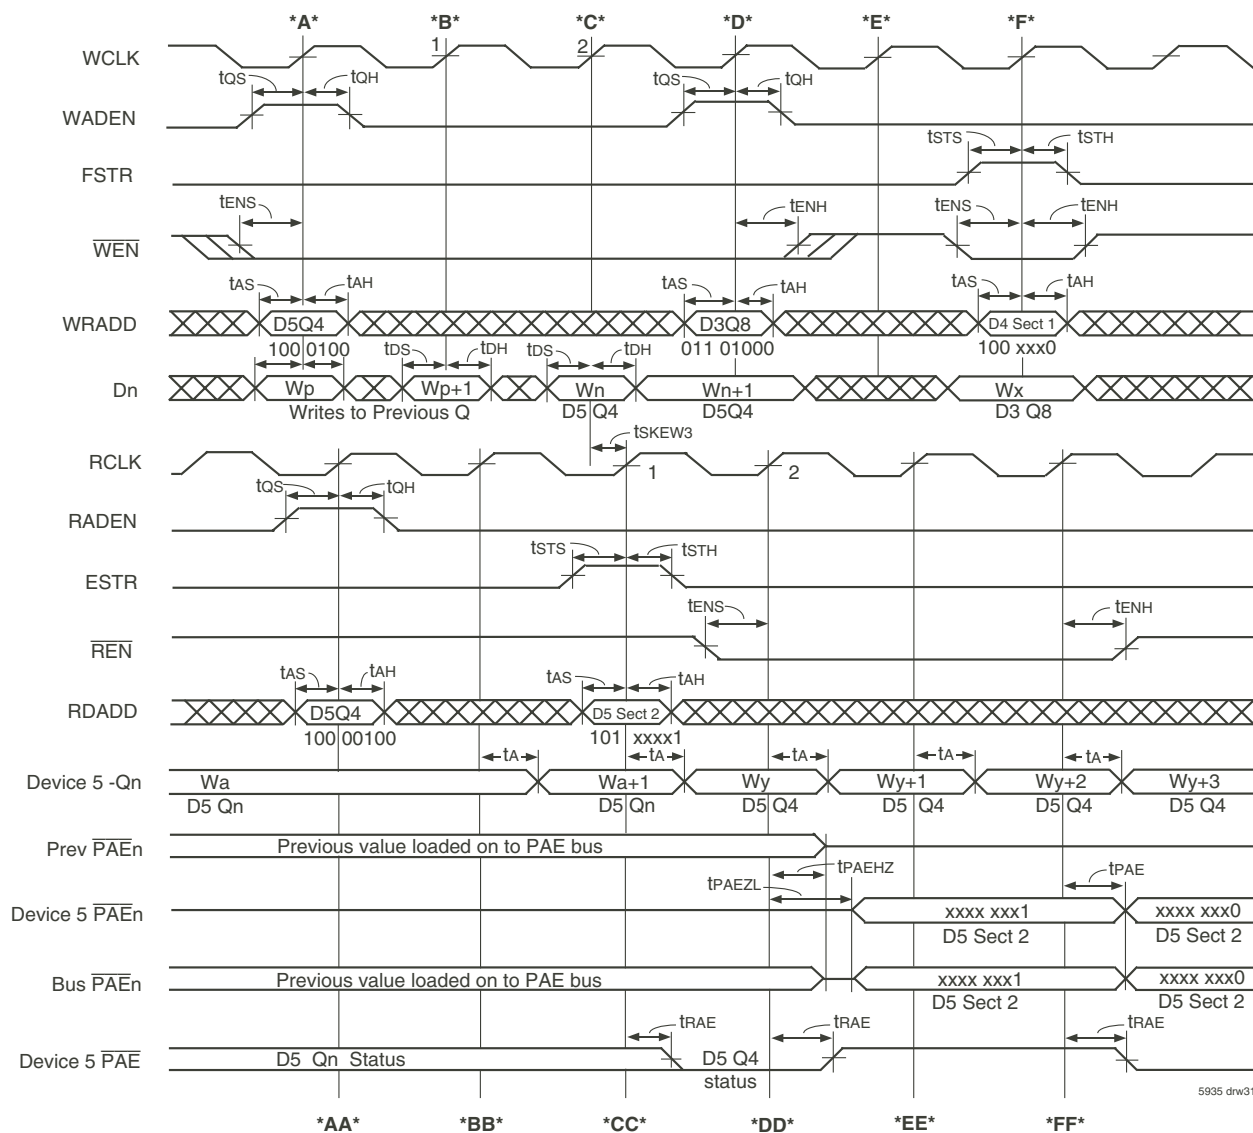 *A* *B* *C* *D* *E* *F*
WCLK 1 2
tQS tQH tQS tQH
WADEN
tSTS tSTH
FSTR
tENS tENH tENS tENH
WEN
tAS tAH tAS tAH tAS tAH
WRADD D5Q4 D3Q8 D4 Sect 1
100 0100 011 01000 100 xxx0
tDS tDH tDS tDH
Dn Wp Wp+1 Wn Wn+1 Wx
Writes to Previous Q D5 Q4 D5Q4 D3 Q8
tSKEW3
RCLK 1 2
tQS tQH
RADEN
tSTS tSTH
ESTR
tENS tENH
REN
tAS tAH tAS tAH
RDADD D5Q4 D5 Sect 2
100 00100 101 xxxx1
tA tA tA tA tA
Device 5 -Qn Wa Wa+1 Wy Wy+1 Wy+2 Wy+3
D5 Qn D5 Qn D5 Q4 D5 Q4 D5 Q4 D5 Q4
Prev PAEn Previous value loaded on to PAE bus
tPAEHZ tPAE
tPAEZL
Device 5 PAEn xxxx xxx1 xxxx xxx0
D5 Sect 2 D5 Sect 2
Bus PAEn Previous value loaded on to PAE bus xxxx xxx1 xxxx xxx0
D5 Sect 2 D5 Sect 2
tRAE tRAE tRAE
Device 5 PAE D5 Qn Status D5 Q4
status
5935 drw31
*AA* *BB* *CC* *DD* *EE* *FF*